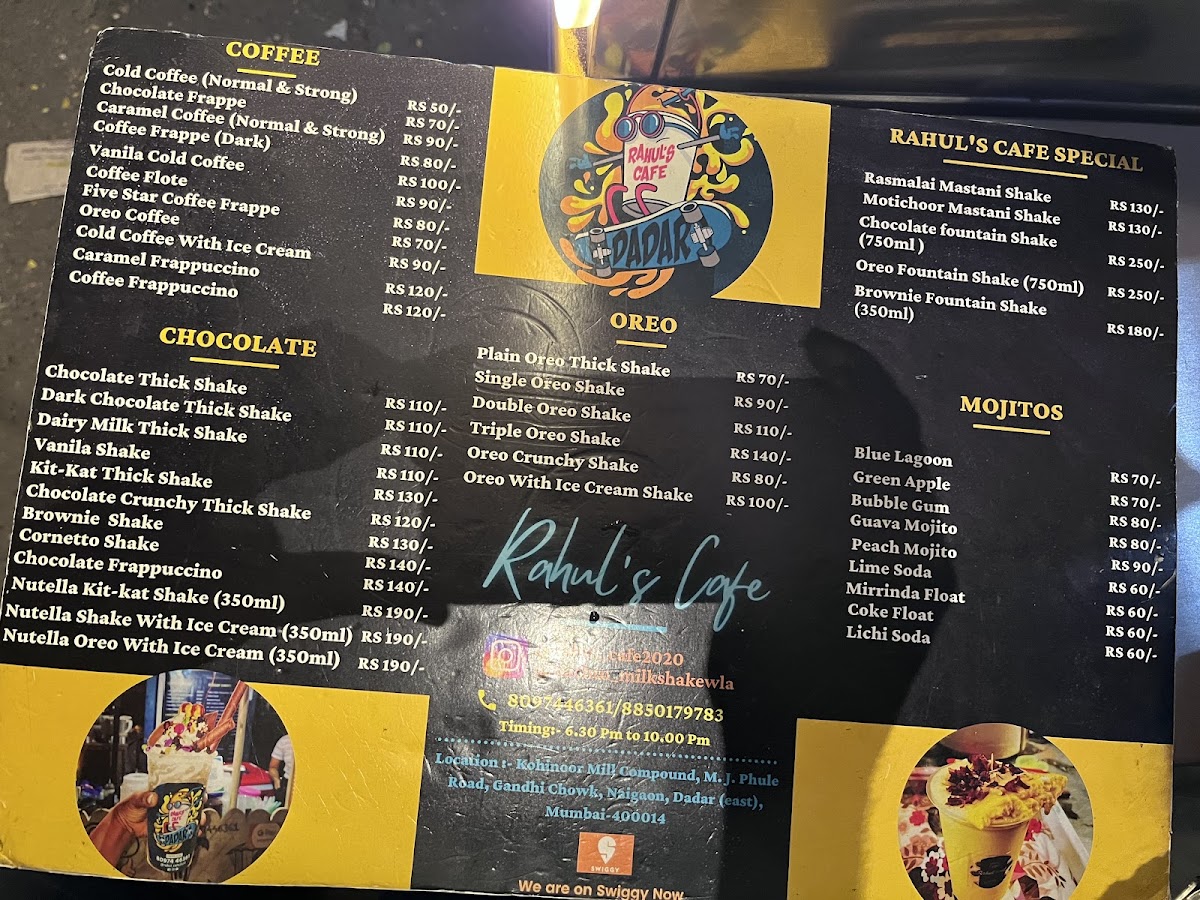 COFFEE
Cold Coffee (Normal & Strong) RS 50/-
Chocolate Frappe RS 70/-
Caramel Coffee (Normal & Strong) RS 90/-
Coffee Frappe (Dark) RS 80/-
Vanila Cold Coffee RS 100/-
Coffee Flote RS 90/-
Five Star Coffee Frappe RS 80/-
Oreo Coffee RS 70/-
Cold Coffee With Ice Cream RS 90/-
Caramel Frappuccino RS 120/-
Coffee Frappuccino RS 120/-
CHOCOLATE
Chocolate Thick Shake RS 110/-
Dark Chocolate Thick Shake RS 110/-
Dairy Milk Thick Shake RS 110/-
Vanila Shake RS 110/-
Kit-Kat Thick Shake RS 130/-
Chocolate Crunchy Thick Shake RS 120/-
Brownie Shake RS 130/-
Cornetto Shake RS 140/-
Chocolate Frappuccino RS 140/-
Nutella Kit-kat Shake (350ml) RS 190/-
Nutella Shake With Ice Cream (350ml) RS 190/-
Nutella Oreo With Ice Cream (350ml) RS 190/-
RAHUL'S
CAFE
DADAR
OREO
Plain Oreo Thick Shake RS 70/-
Single Oreo Shake RS 90/-
Double Oreo Shake RS 110/-
Triple Oreo Shake RS 140/-
Oreo Crunchy Shake RS 80/-
Oreo With Ice Cream Shake RS 100/-
Rahul's Cafe
cafe2020
milkshakewla
8097446361/8850179783
Timing:- 6.30 Pm to 10.00 Pm
Location :- Kohinoor Mill Compound, M. J. Phule
Road, Gandhi Chowk, Naigaon, Dadar (east),
Mumbai-400014
SWIGGY
We are on Swiggy Now
RAHUL'S CAFE SPECIAL
Rasmalai Mastani Shake RS 130/-
Motichoor Mastani Shake RS 130/-
Chocolate fountain Shake
(750ml ) RS 250/-
Oreo Fountain Shake (750ml) RS 250/-
Brownie Fountain Shake
(350ml) RS 180/-
MOJITOS
Blue Lagoon RS 70/-
Green Apple RS 70/-
Bubble Gum RS 80/-
Guava Mojito RS 80/-
Peach Mojito RS 90/-
Lime Soda RS 60/-
Mirrinda Float RS 60/-
Coke Float RS 60/-
Lichi Soda RS 60/-